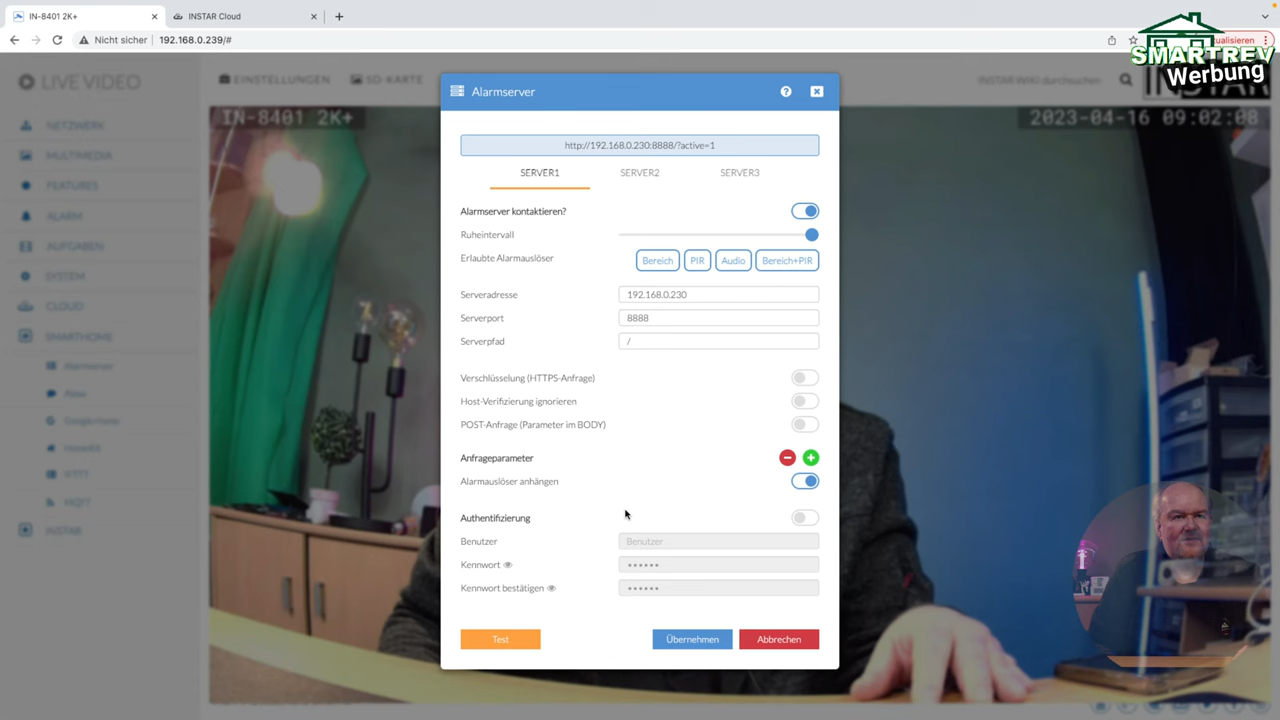 IN-8401 2K+
INSTAR Cloud
Nicht sicher
192.168.0.239/#
ualisieren
SMARTREV
Werbung
LIVE VIDEO
EINSTELLUNGEN
SD-KARTE
INSTAR WIKI durchsuchen
INSTAR
IN-8401 2K+
2023-04-16 09:02:08
NETZWERK
MULTIMEDIA
FEATURES
ALARM
AUFGABEN
SYSTEM
CLOUD
SMARTHOME
Alarmserver
Alexa
Google Home
HomeKit
IFTTT
MQTT
INSTAR
Alarmserver
http://192.168.0.230:8888/?active=1
SERVER1
SERVER2
SERVER3
Alarmserver kontaktieren?
Ruheintervall
Erlaubte Alarmauslöser
Bereich
PIR
Audio
Bereich+PIR
Serveradresse
192.168.0.230
Serverport
8888
Serverpfad
/
Verschlüsselung (HTTPS-Anfrage)
Host-Verifizierung ignorieren
POST-Anfrage (Parameter im BODY)
Anfrageparameter
Alarmauslöser anhängen
Authentifizierung
Benutzer
Benutzer
Kennwort
••••••
Kennwort bestätigen
••••••
Test
Übernehmen
Abbrechen